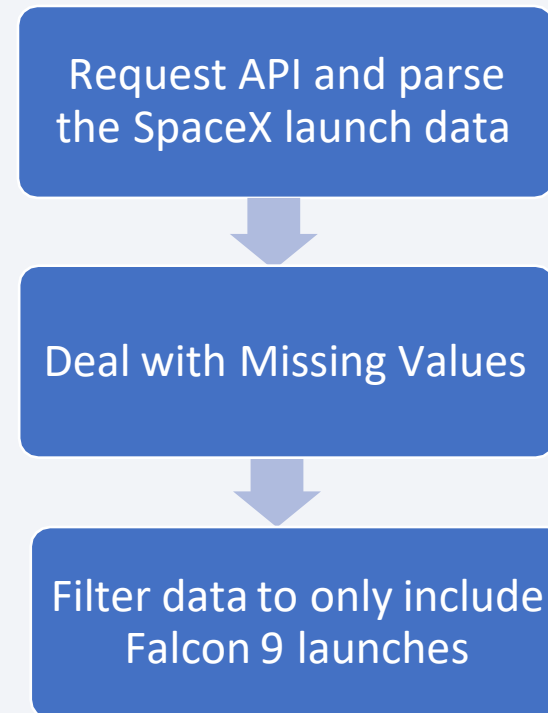 Request API and parse
the SpaceX launch data
Deal with Missing Values
Filter data to only include
Falcon 9 launches